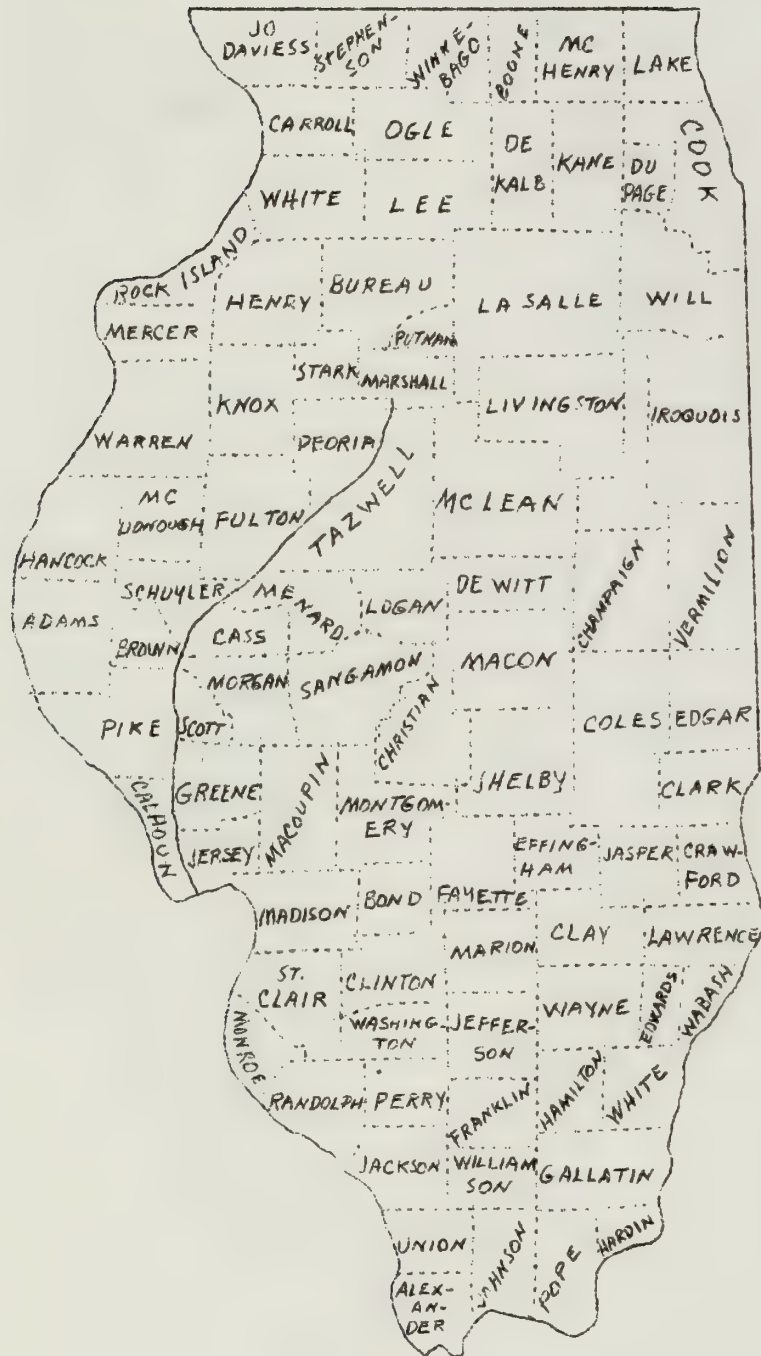 JO
DAVIESS
STEPHEN-
SON
WINNE-
BAGO
BOONE
MC
HENRY
LAKE
CARROLL
OGLE
DE
KALB
KANE
DU
PAGE
COOK
WHITE
LEE
ROCK ISLAND
HENRY
BUREAU
LA SALLE
WILL
MERCER
PUTNAM
STARK
MARSHALL
KNOX
LIVINGSTON
IROQUOIS
WARREN
PEORIA
TAZWELL
MC LEAN
MC
DONOUGH
FULTON
HANCOCK
SCHUYLER
MENARD
LOGAN
DE WITT
CHAMPAIGN
VERMILION
ADAMS
BROWN
CASS
MORGAN
SANGAMON
MACON
CHRISTIAN
PIKE
SCOTT
COLES
EDGAR
CALHOUN
GREENE
MACOUPIN
MONTGOM-
ERY
SHELBY
CLARK
JERSEY
EFFING-
HAM
JASPER
CRAW-
FORD
MADISON
BOND
FAYETTE
MARION
CLAY
LAWRENCE
ST.
CLAIR
CLINTON
WASHING-
TON
JEFFER-
SON
WAYNE
EDWARDS
WABASH
MONROE
RANDOLPH
PERRY
FRANKLIN
HAMILTON
WHITE
JACKSON
WILLIAM
SON
GALLATIN
UNION
JOHNSON
POPE
HARDIN
ALEX-
AN-
DER